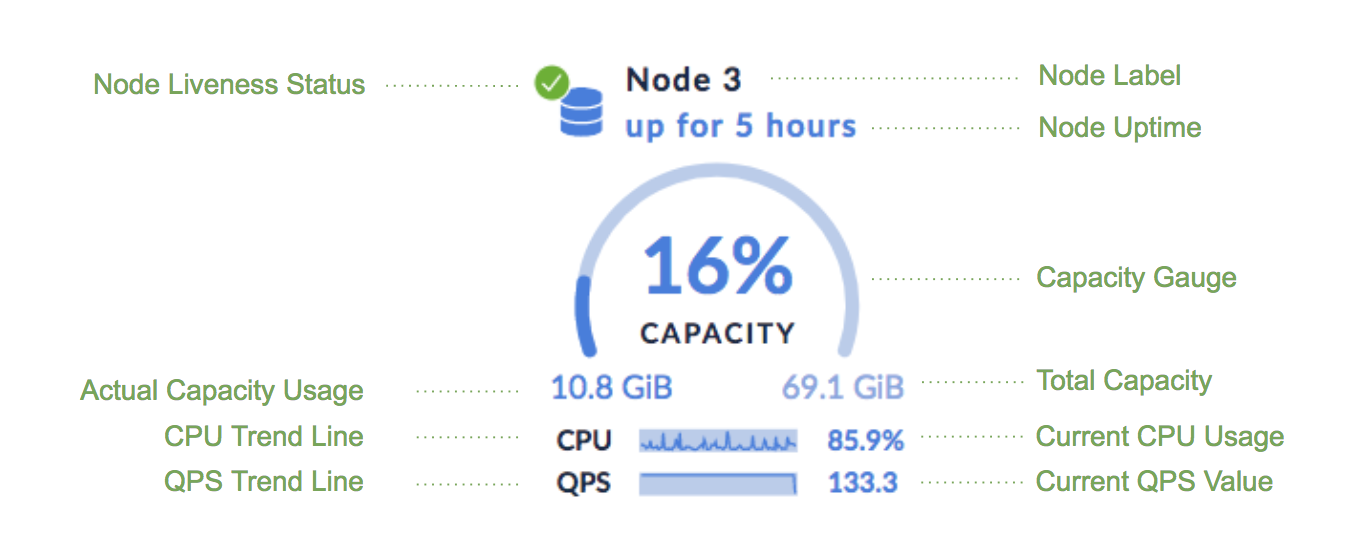 Node Liveness Status
Node 3
Node Label
up for 5 hours
Node Uptime
16%
CAPACITY
Capacity Gauge
Actual Capacity Usage
10.8 GiB
69.1 GiB
Total Capacity
CPU Trend Line
CPU
85.9%
Current CPU Usage
QPS Trend Line
QPS
133.3
Current QPS Value